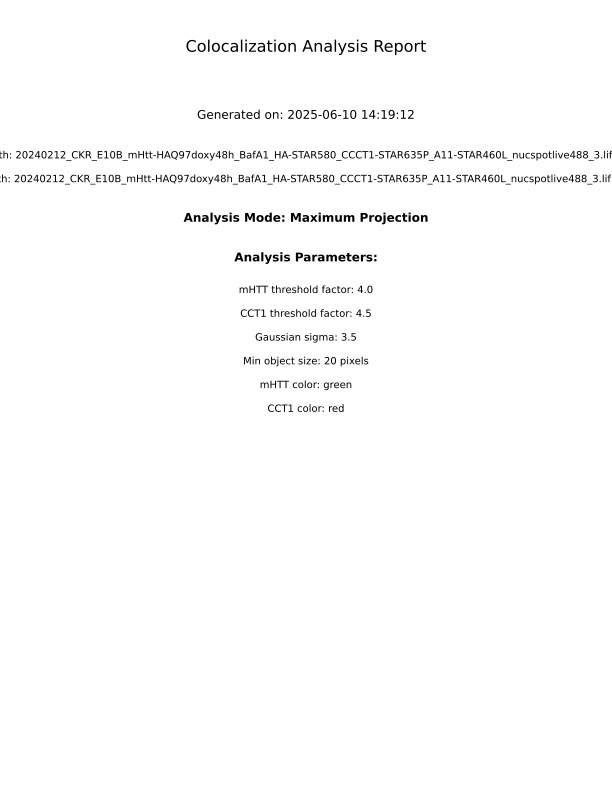 Colocalization Analysis Report
Generated on: 2025-06-10 14:19:12
th: 20240212_CKR_E10B_mHtt-HAQ97doxy48h_BafA1_HA-STAR580_CCCT1-STAR635P_A11-STAR460L_nucspotlive488_3.lif
th: 20240212_CKR_E10B_mHtt-HAQ97doxy48h_BafA1_HA-STAR580_CCCT1-STAR635P_A11-STAR460L_nucspotlive488_3.lif
Analysis Mode: Maximum Projection
Analysis Parameters:
mHTT threshold factor: 4.0
CCT1 threshold factor: 4.5
Gaussian sigma: 3.5
Min object size: 20 pixels
mHTT color: green
CCT1 color: red